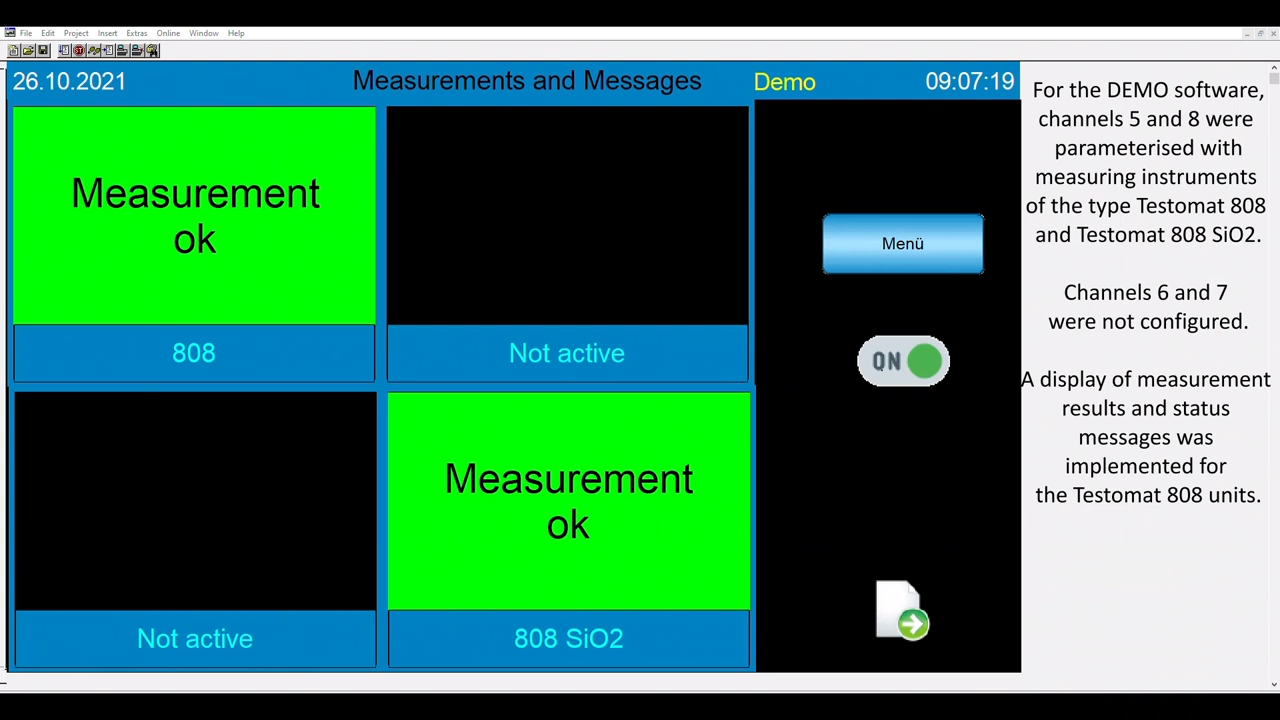 File Edit Project Insert Extras Online Window Help
26.10.2021 Measurements and Messages Demo 09:07:19
Measurement
ok
808
Not active
Not active
Measurement
ok
808 SiO2
Menü
ON
For the DEMO software,
channels 5 and 8 were
parameterised with
measuring instruments
of the type Testomat 808
and Testomat 808 SiO2.
Channels 6 and 7
were not configured.
A display of measurement
results and status
messages was
implemented for
the Testomat 808 units.